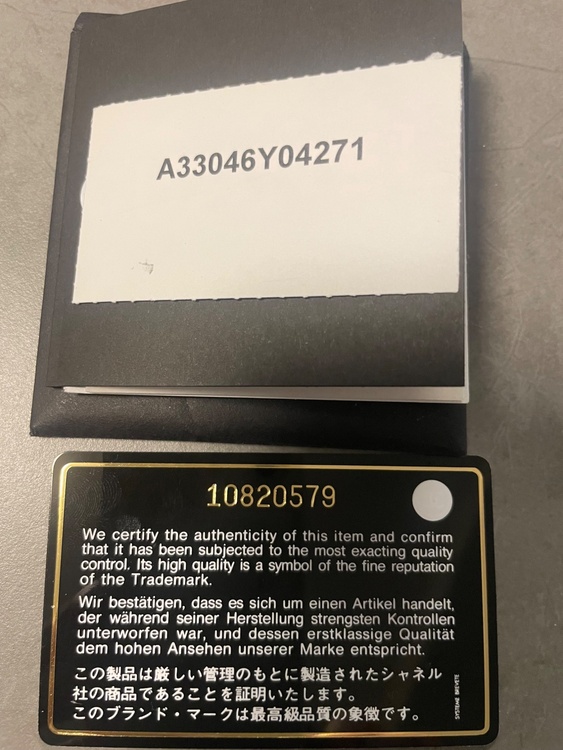 A33046Y04271
10820579
We certify the authenticity of this item and confirm
that it has been subjected to the most exacting quality
control. Its high quality is a symbol of the fine reputation
of the Trademark.
Wir bestätigen, dass es sich um einen Artikel handelt,
der während seiner Herstellung strengsten Kontrollen
unterworfen war, und dessen erstklassige Qualität
dem hohen Ansehen unserer Marke entspricht.
この製品は厳しい管理のもとに製造されたシャネル
社の商品であることを証明いたします。
このブランド・マークは最高級品質の象徴です。
SYSTEME BREVETE